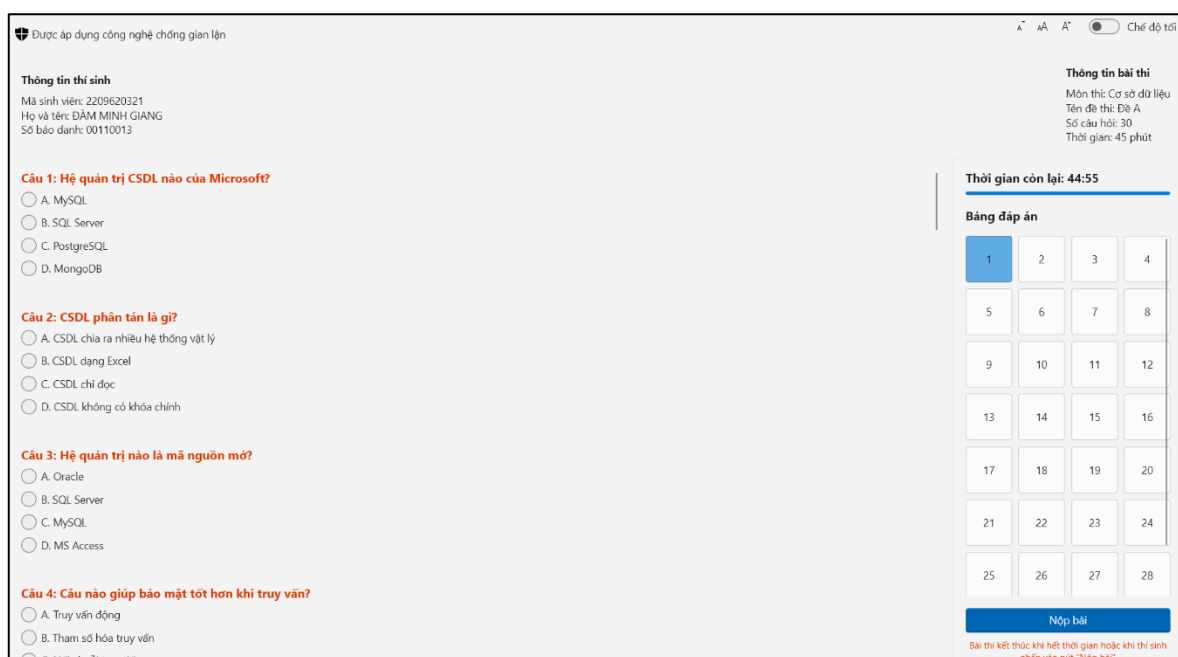 Được áp dụng công nghệ chống gian lận
A- AA A+ Chế độ tối
Thông tin thí sinh
Mã sinh viên: 2209620321
Họ và tên: ĐÀM MINH GIANG
Số báo danh: 00110013
Thông tin bài thi
Môn thi: Cơ sở dữ liệu
Tên đề thi: Đề A
Số câu hỏi: 30
Thời gian: 45 phút
Câu 1: Hệ quản trị CSDL nào của Microsoft?
A. MySQL
B. SQL Server
C. PostgreSQL
D. MongoDB
Câu 2: CSDL phân tán là gì?
A. CSDL chia ra nhiều hệ thống vật lý
B. CSDL dạng Excel
C. CSDL chỉ đọc
D. CSDL không có khóa chính
Câu 3: Hệ quản trị nào là mã nguồn mở?
A. Oracle
B. SQL Server
C. MySQL
D. MS Access
Câu 4: Câu nào giúp bảo mật tốt hơn khi truy vấn?
A. Truy vấn động
B. Tham số hóa truy vấn
Thời gian còn lại: 44:55
Bảng đáp án
1 2 3 4
5 6 7 8
9 10 11 12
13 14 15 16
17 18 19 20
21 22 23 24
25 26 27 28
Nộp bài
Bài thi kết thúc khi hết thời gian hoặc khi thí sinh